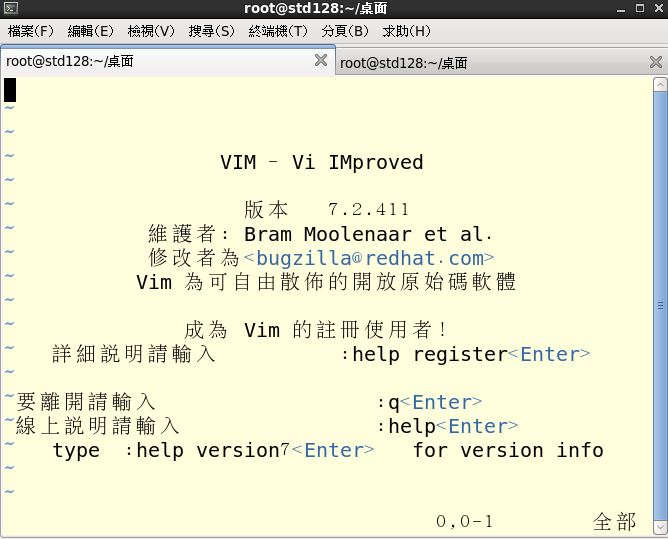 root@std128:~/桌面
檔案(F) 編輯(E) 檢視(V) 搜尋(S) 終端機(T) 分頁(B) 求助(H)
root@std128:~/桌面 root@std128:~/桌面
~
~
~
~ VIM - Vi IMproved
~
~ 版本 7.2.411
~ 維護者: Bram Moolenaar et al.
~ 修改者為<bugzilla@redhat.com>
~ Vim 為可自由散佈的開放原始碼軟體
~
~ 成為 Vim 的註冊使用者!
~ 詳細說明請輸入 :help register<Enter>
~
~ 要離開請輸入 :q<Enter>
~ 線上說明請輸入 :help<Enter>
~ type :help version7<Enter> for version info
~
~
0,0-1 全部